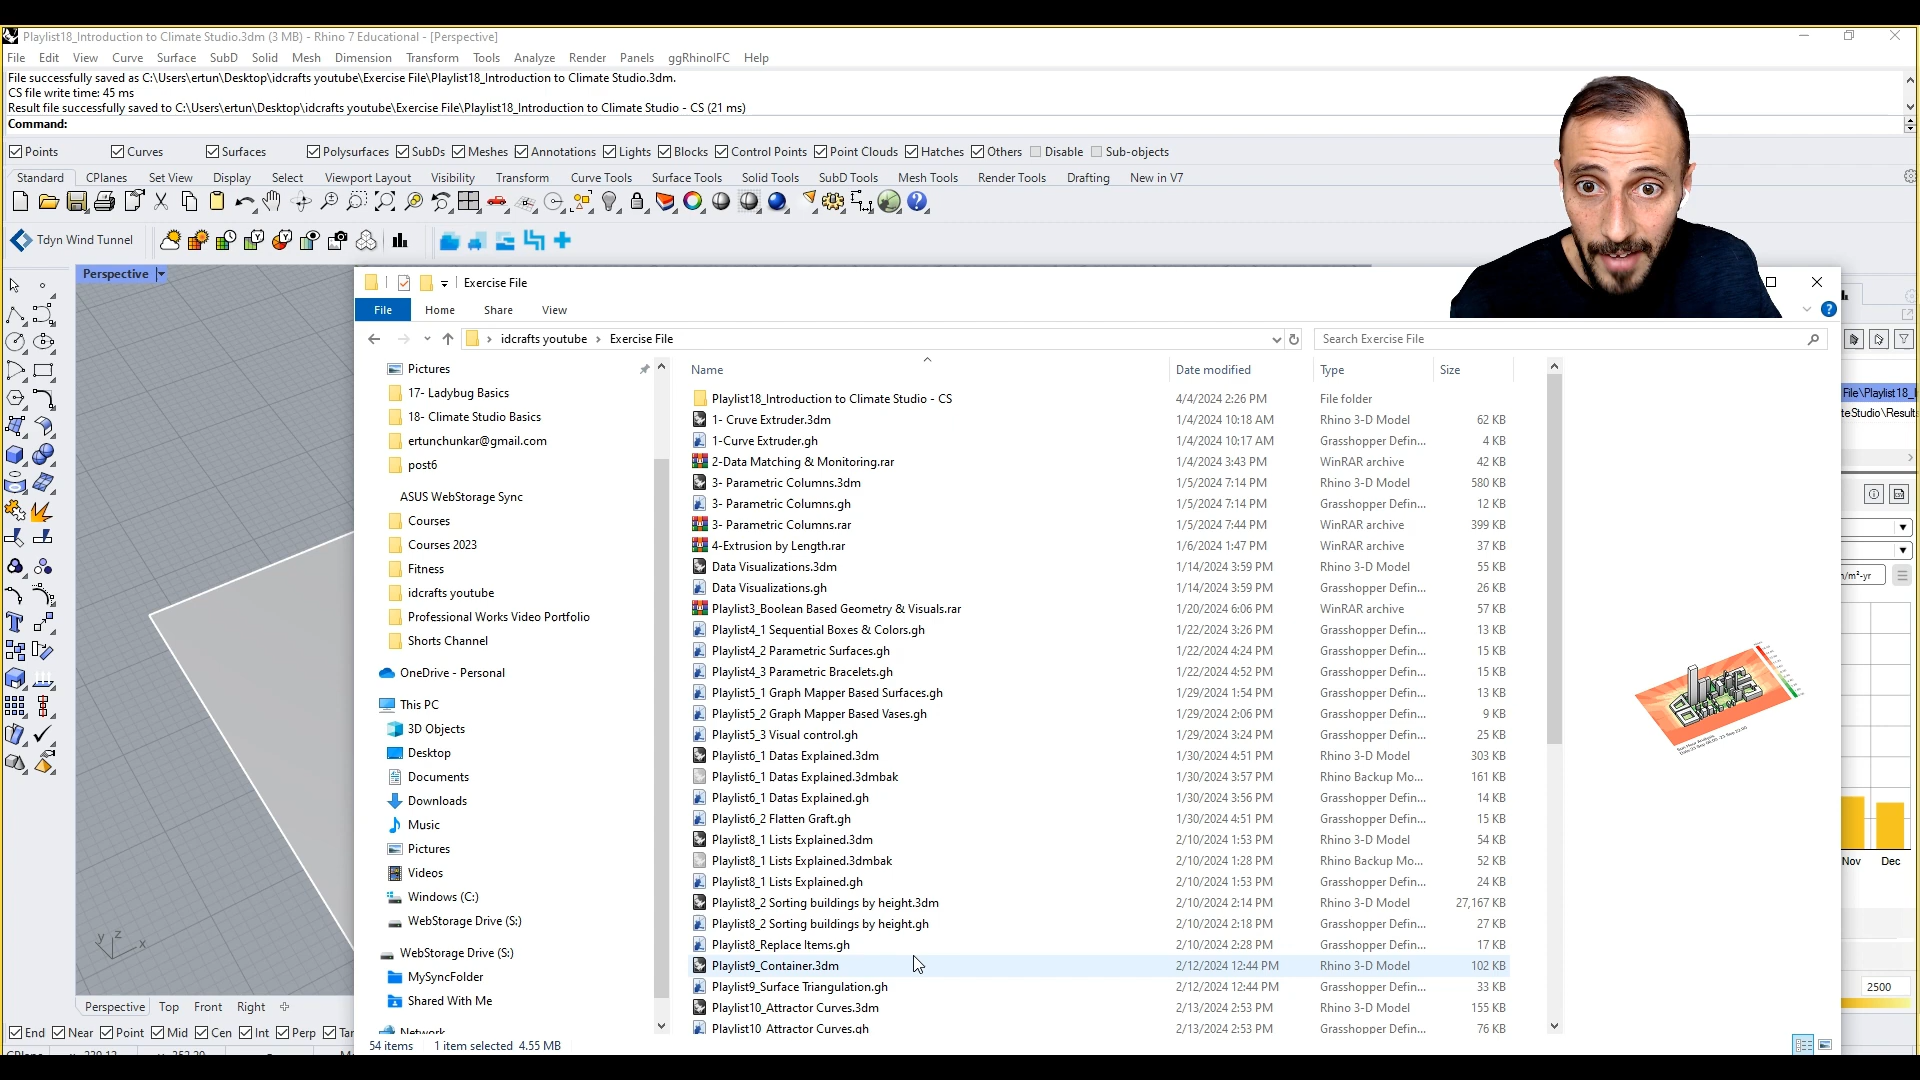 Playlist18_Introduction to Climate Studio.3dm (3 MB) - Rhino 7 Educational - [Perspective]
File Edit View Curve Surface SubD Solid Mesh Dimension Transform Tools Analyze Render Panels ggRhinoIFC Help
File successfully saved as C:\Users\ertun\Desktop\idcrafts youtube\Exercise File\Playlist18_Introduction to Climate Studio.3dm.
CS file write time: 45 ms
Result file successfully saved to C:\Users\ertun\Desktop\idcrafts youtube\Exercise File\Playlist18_Introduction to Climate Studio - CS (21 ms)
Command:
Points Curves Surfaces Polysurfaces SubDs Meshes Annotations Lights Blocks Control Points Point Clouds Hatches Others Disable Sub-objects
Standard CPlanes Set View Display Select Viewport Layout Visibility Transform Curve Tools Surface Tools Solid Tools SubD Tools Mesh Tools Render Tools Drafting New in V7
Tdyn Wind Tunnel
Perspective
Exercise File
File Home Share View
idcrafts youtube > Exercise File
Search Exercise File
Pictures
17- Ladybug Basics
18- Climate Studio Basics
ertunchunkar@gmail.com
post6
ASUS WebStorage Sync
Courses
Courses 2023
Fitness
idcrafts youtube
Professional Works Video Portfolio
Shorts Channel
OneDrive - Personal
This PC
3D Objects
Desktop
Documents
Downloads
Music
Pictures
Videos
Windows (C:)
WebStorage Drive (S:)
WebStorage Drive (S:)
MySyncFolder
Shared With Me
Network
Name Date modified Type Size
Playlist18_Introduction to Climate Studio - CS 4/4/2024 2:26 PM File folder
1- Cruve Extruder.3dm 1/4/2024 10:18 AM Rhino 3-D Model 62 KB
1-Curve Extruder.gh 1/4/2024 10:17 AM Grasshopper Defin... 4 KB
2-Data Matching & Monitoring.rar 1/4/2024 3:43 PM WinRAR archive 42 KB
3- Parametric Columns.3dm 1/5/2024 7:14 PM Rhino 3-D Model 580 KB
3- Parametric Columns.gh 1/5/2024 7:14 PM Grasshopper Defin... 12 KB
3- Parametric Columns.rar 1/5/2024 7:44 PM WinRAR archive 399 KB
4-Extrusion by Length.rar 1/6/2024 1:47 PM WinRAR archive 37 KB
Data Visualizations.3dm 1/14/2024 3:59 PM Rhino 3-D Model 55 KB
Data Visualizations.gh 1/14/2024 3:59 PM Grasshopper Defin... 26 KB
Playlist3_Boolean Based Geometry & Visuals.rar 1/20/2024 6:06 PM WinRAR archive 57 KB
Playlist4_1 Sequential Boxes & Colors.gh 1/22/2024 3:26 PM Grasshopper Defin... 13 KB
Playlist4_2 Parametric Surfaces.gh 1/22/2024 4:24 PM Grasshopper Defin... 15 KB
Playlist4_3 Parametric Bracelets.gh 1/22/2024 4:52 PM Grasshopper Defin... 15 KB
Playlist5_1 Graph Mapper Based Surfaces.gh 1/29/2024 1:54 PM Grasshopper Defin... 13 KB
Playlist5_2 Graph Mapper Based Vases.gh 1/29/2024 2:06 PM Grasshopper Defin... 9 KB
Playlist5_3 Visual control.gh 1/29/2024 3:24 PM Grasshopper Defin... 25 KB
Playlist6_1 Datas Explained.3dm 1/30/2024 4:51 PM Rhino 3-D Model 303 KB
Playlist6_1 Datas Explained.3dmbak 1/30/2024 3:57 PM Rhino Backup Mo... 161 KB
Playlist6_1 Datas Explained.gh 1/30/2024 3:56 PM Grasshopper Defin... 14 KB
Playlist6_2 Flatten Graft.gh 1/30/2024 4:51 PM Grasshopper Defin... 15 KB
Playlist8_1 Lists Explained.3dm 2/10/2024 1:53 PM Rhino 3-D Model 54 KB
Playlist8_1 Lists Explained.3dmbak 2/10/2024 1:28 PM Rhino Backup Mo... 52 KB
Playlist8_1 Lists Explained.gh 2/10/2024 1:53 PM Grasshopper Defin... 24 KB
Playlist8_2 Sorting buildings by height.3dm 2/10/2024 2:14 PM Rhino 3-D Model 27,167 KB
Playlist8_2 Sorting buildings by height.gh 2/10/2024 2:18 PM Grasshopper Defin... 27 KB
Playlist8_Replace Items.gh 2/10/2024 2:28 PM Grasshopper Defin... 17 KB
Playlist9_Container.3dm 2/12/2024 12:44 PM Rhino 3-D Model 102 KB
Playlist9_Surface Triangulation.gh 2/12/2024 12:44 PM Grasshopper Defin... 33 KB
Playlist10_Attractor Curves.3dm 2/13/2024 2:53 PM Rhino 3-D Model 155 KB
Playlist10_Attractor Curves.gh 2/13/2024 2:53 PM Grasshopper Defin... 76 KB
54 items 1 item selected 4.55 MB
File\Playlist18_I
teStudio\Result
/m²-yr
Nov Dec
2500
z
y
x
Perspective Top Front Right
End Near Point Mid Cen Int Perp Tan